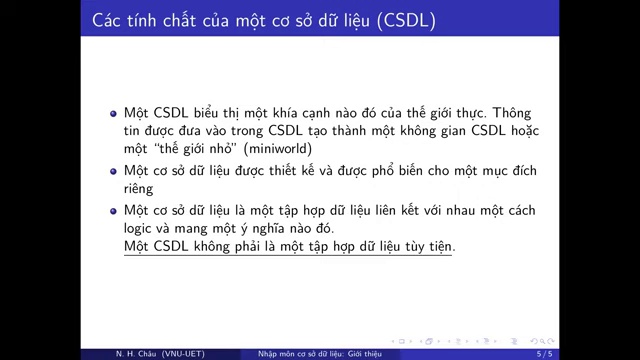 Các tính chất của một cơ sở dữ liệu (CSDL)
Một CSDL biểu thị một khía cạnh nào đó của thế giới thực. Thông
tin được đưa vào trong CSDL tạo thành một không gian CSDL hoặc
một “thế giới nhỏ” (miniworld)
Một cơ sở dữ liệu được thiết kế và được phổ biến cho một mục đích
riêng
Một cơ sở dữ liệu là một tập hợp dữ liệu liên kết với nhau một cách
logic và mang một ý nghĩa nào đó.
Một CSDL không phải là một tập hợp dữ liệu tùy tiện.
N. H. Châu (VNU-UET)
Nhập môn cơ sở dữ liệu: Giới thiệu
5 / 5